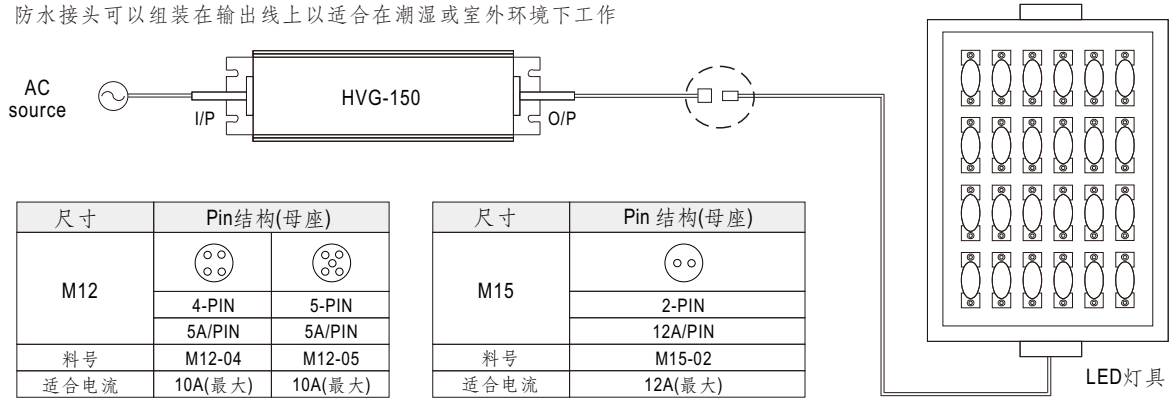 防水接头可以组装在输出线上以适合在潮湿或室外环境下工作
AC
source
I/P
HVG-150
O/P
尺寸 Pin结构(母座)
M12
4-PIN 5-PIN
5A/PIN 5A/PIN
料号 M12-04 M12-05
适合电流 10A(最大) 10A(最大)
尺寸 Pin 结构(母座)
M15
2-PIN
12A/PIN
料号 M15-02
适合电流 12A(最大)
LED灯具